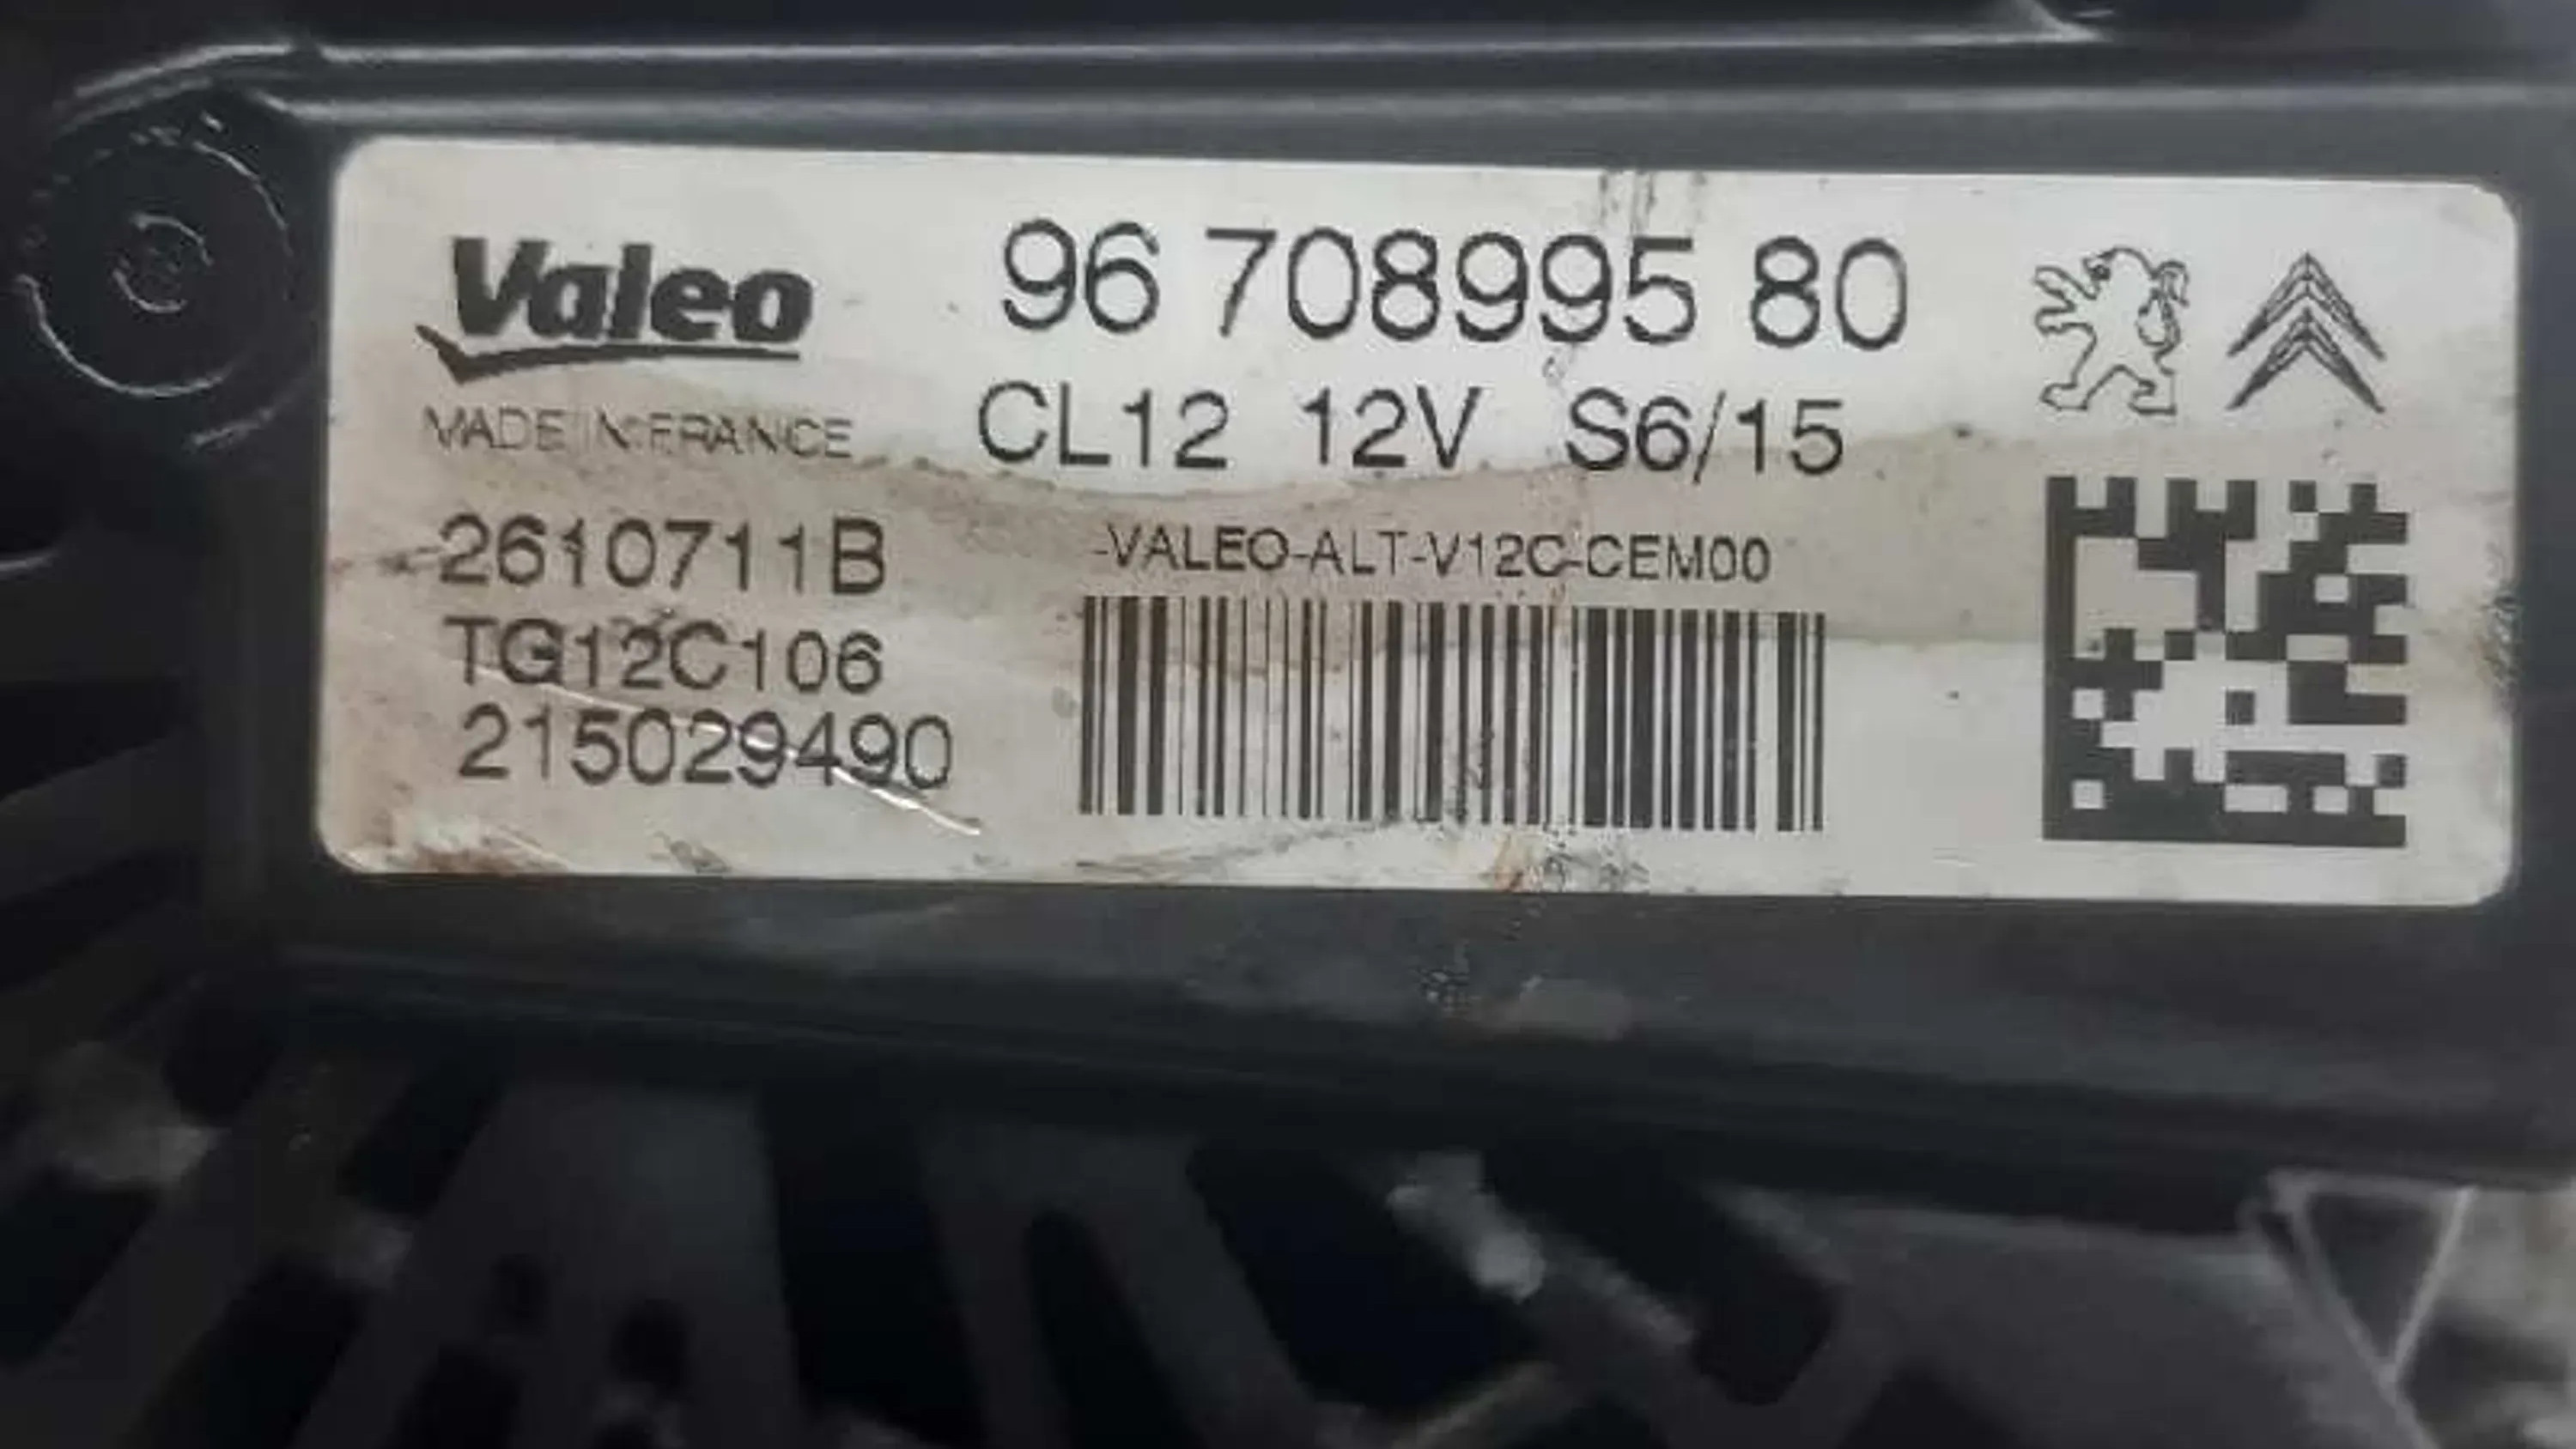 Valeo
96 708995 80
MADE IN FRANCE
CL12 12V S6/15
2610711B
-VALEO-ALT-V12C-CEM00
TG12C106
215029490